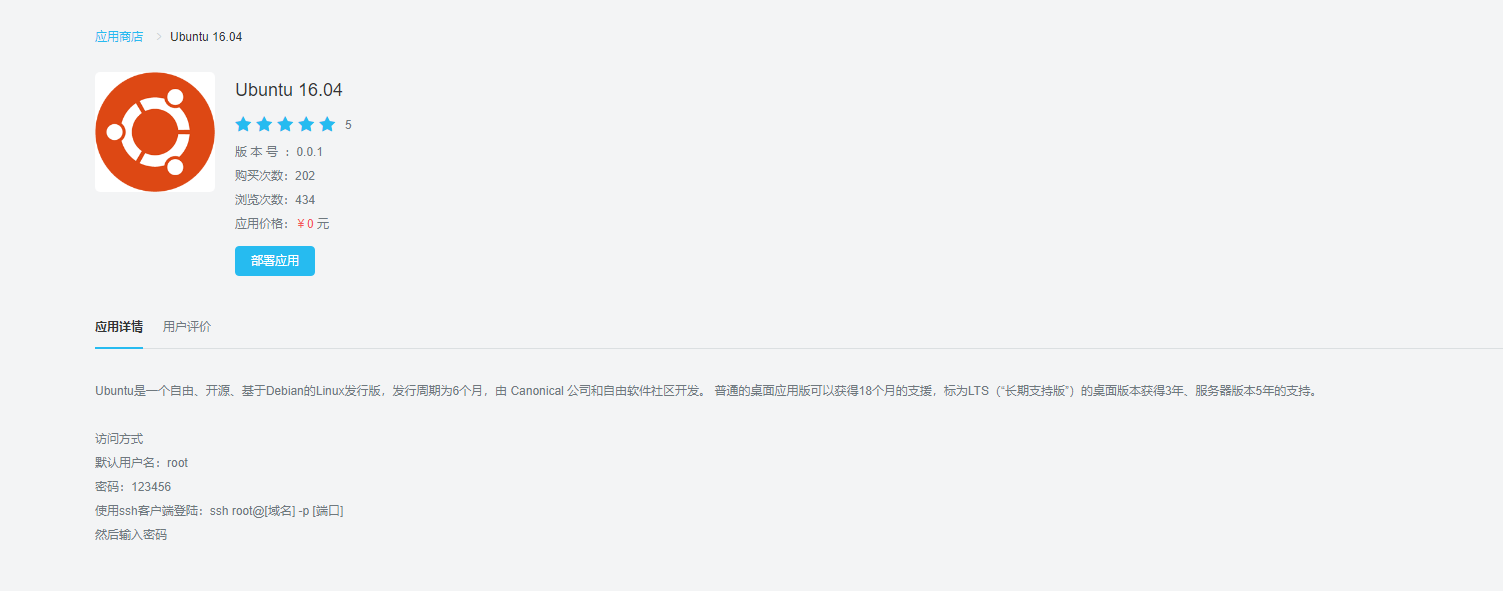 应用商店 > Ubuntu 16.04
Ubuntu 16.04
5
版 本 号 ：0.0.1
购买次数：202
浏览次数：434
应用价格：￥0 元
部署应用
应用详情 用户评价
Ubuntu是一个自由、开源、基于Debian的Linux发行版，发行周期为6个月，由 Canonical 公司和自由软件社区开发。 普通的桌面应用版可以获得18个月的支援，标为LTS（“长期支持版”）的桌面版本获得3年、服务器版本5年的支持。
访问方式
默认用户名：root
密码：123456
使用ssh客户端登陆：ssh root@[域名] -p [端口]
然后输入密码